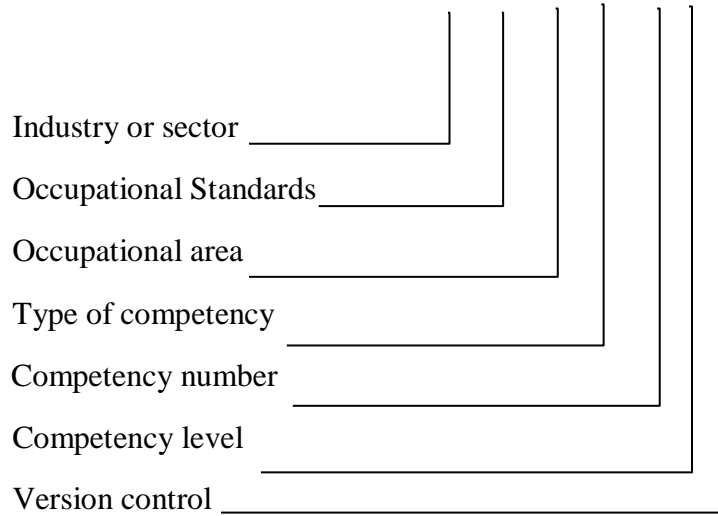 Industry or sector
Occupational Standards
Occupational area
Type of competency
Competency number
Competency level
Version control